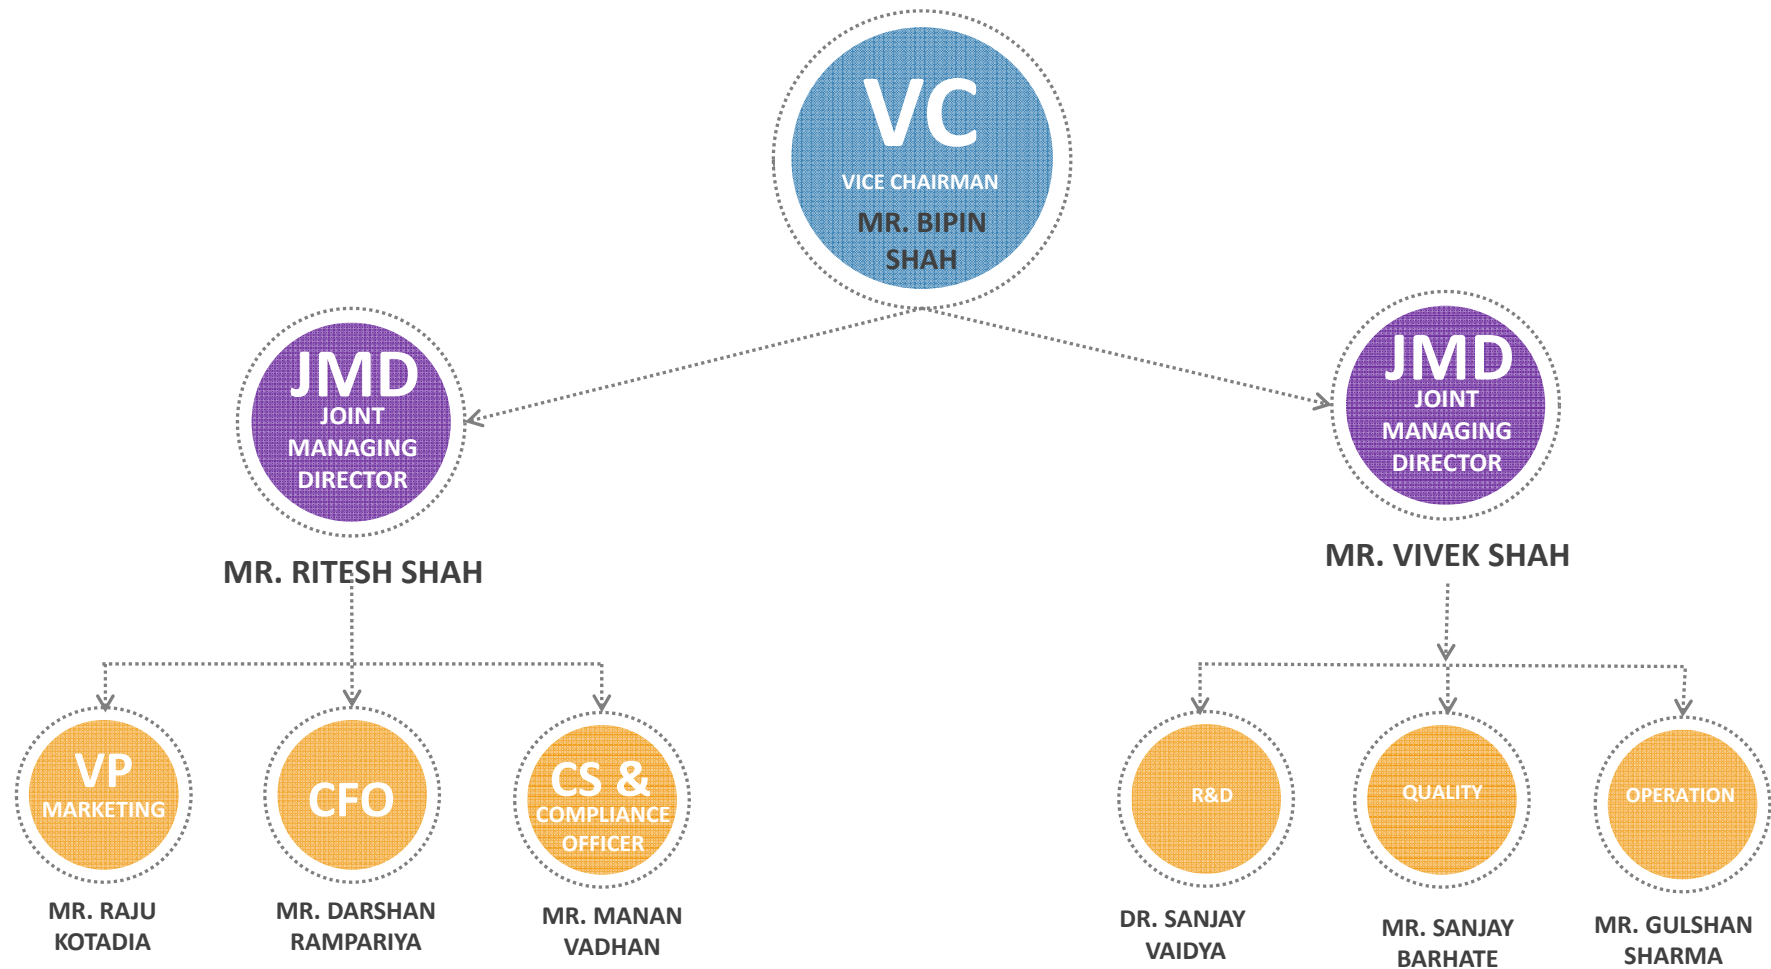 VC
VICE CHAIRMAN
MR. BIPIN
SHAH
JMD
JOINT
MANAGING
DIRECTOR
MR. RITESH SHAH
JMD
JOINT
MANAGING
DIRECTOR
MR. VIVEK SHAH
VP
MARKETING
MR. RAJU
KOTADIA
CFO
MR. DARSHAN
RAMPARIYA
CS &
COMPLIANCE
OFFICER
MR. MANAN
VADHAN
R&D
DR. SANJAY
VAIDYA
QUALITY
MR. SANJAY
BARHATE
OPERATION
MR. GULSHAN
SHARMA